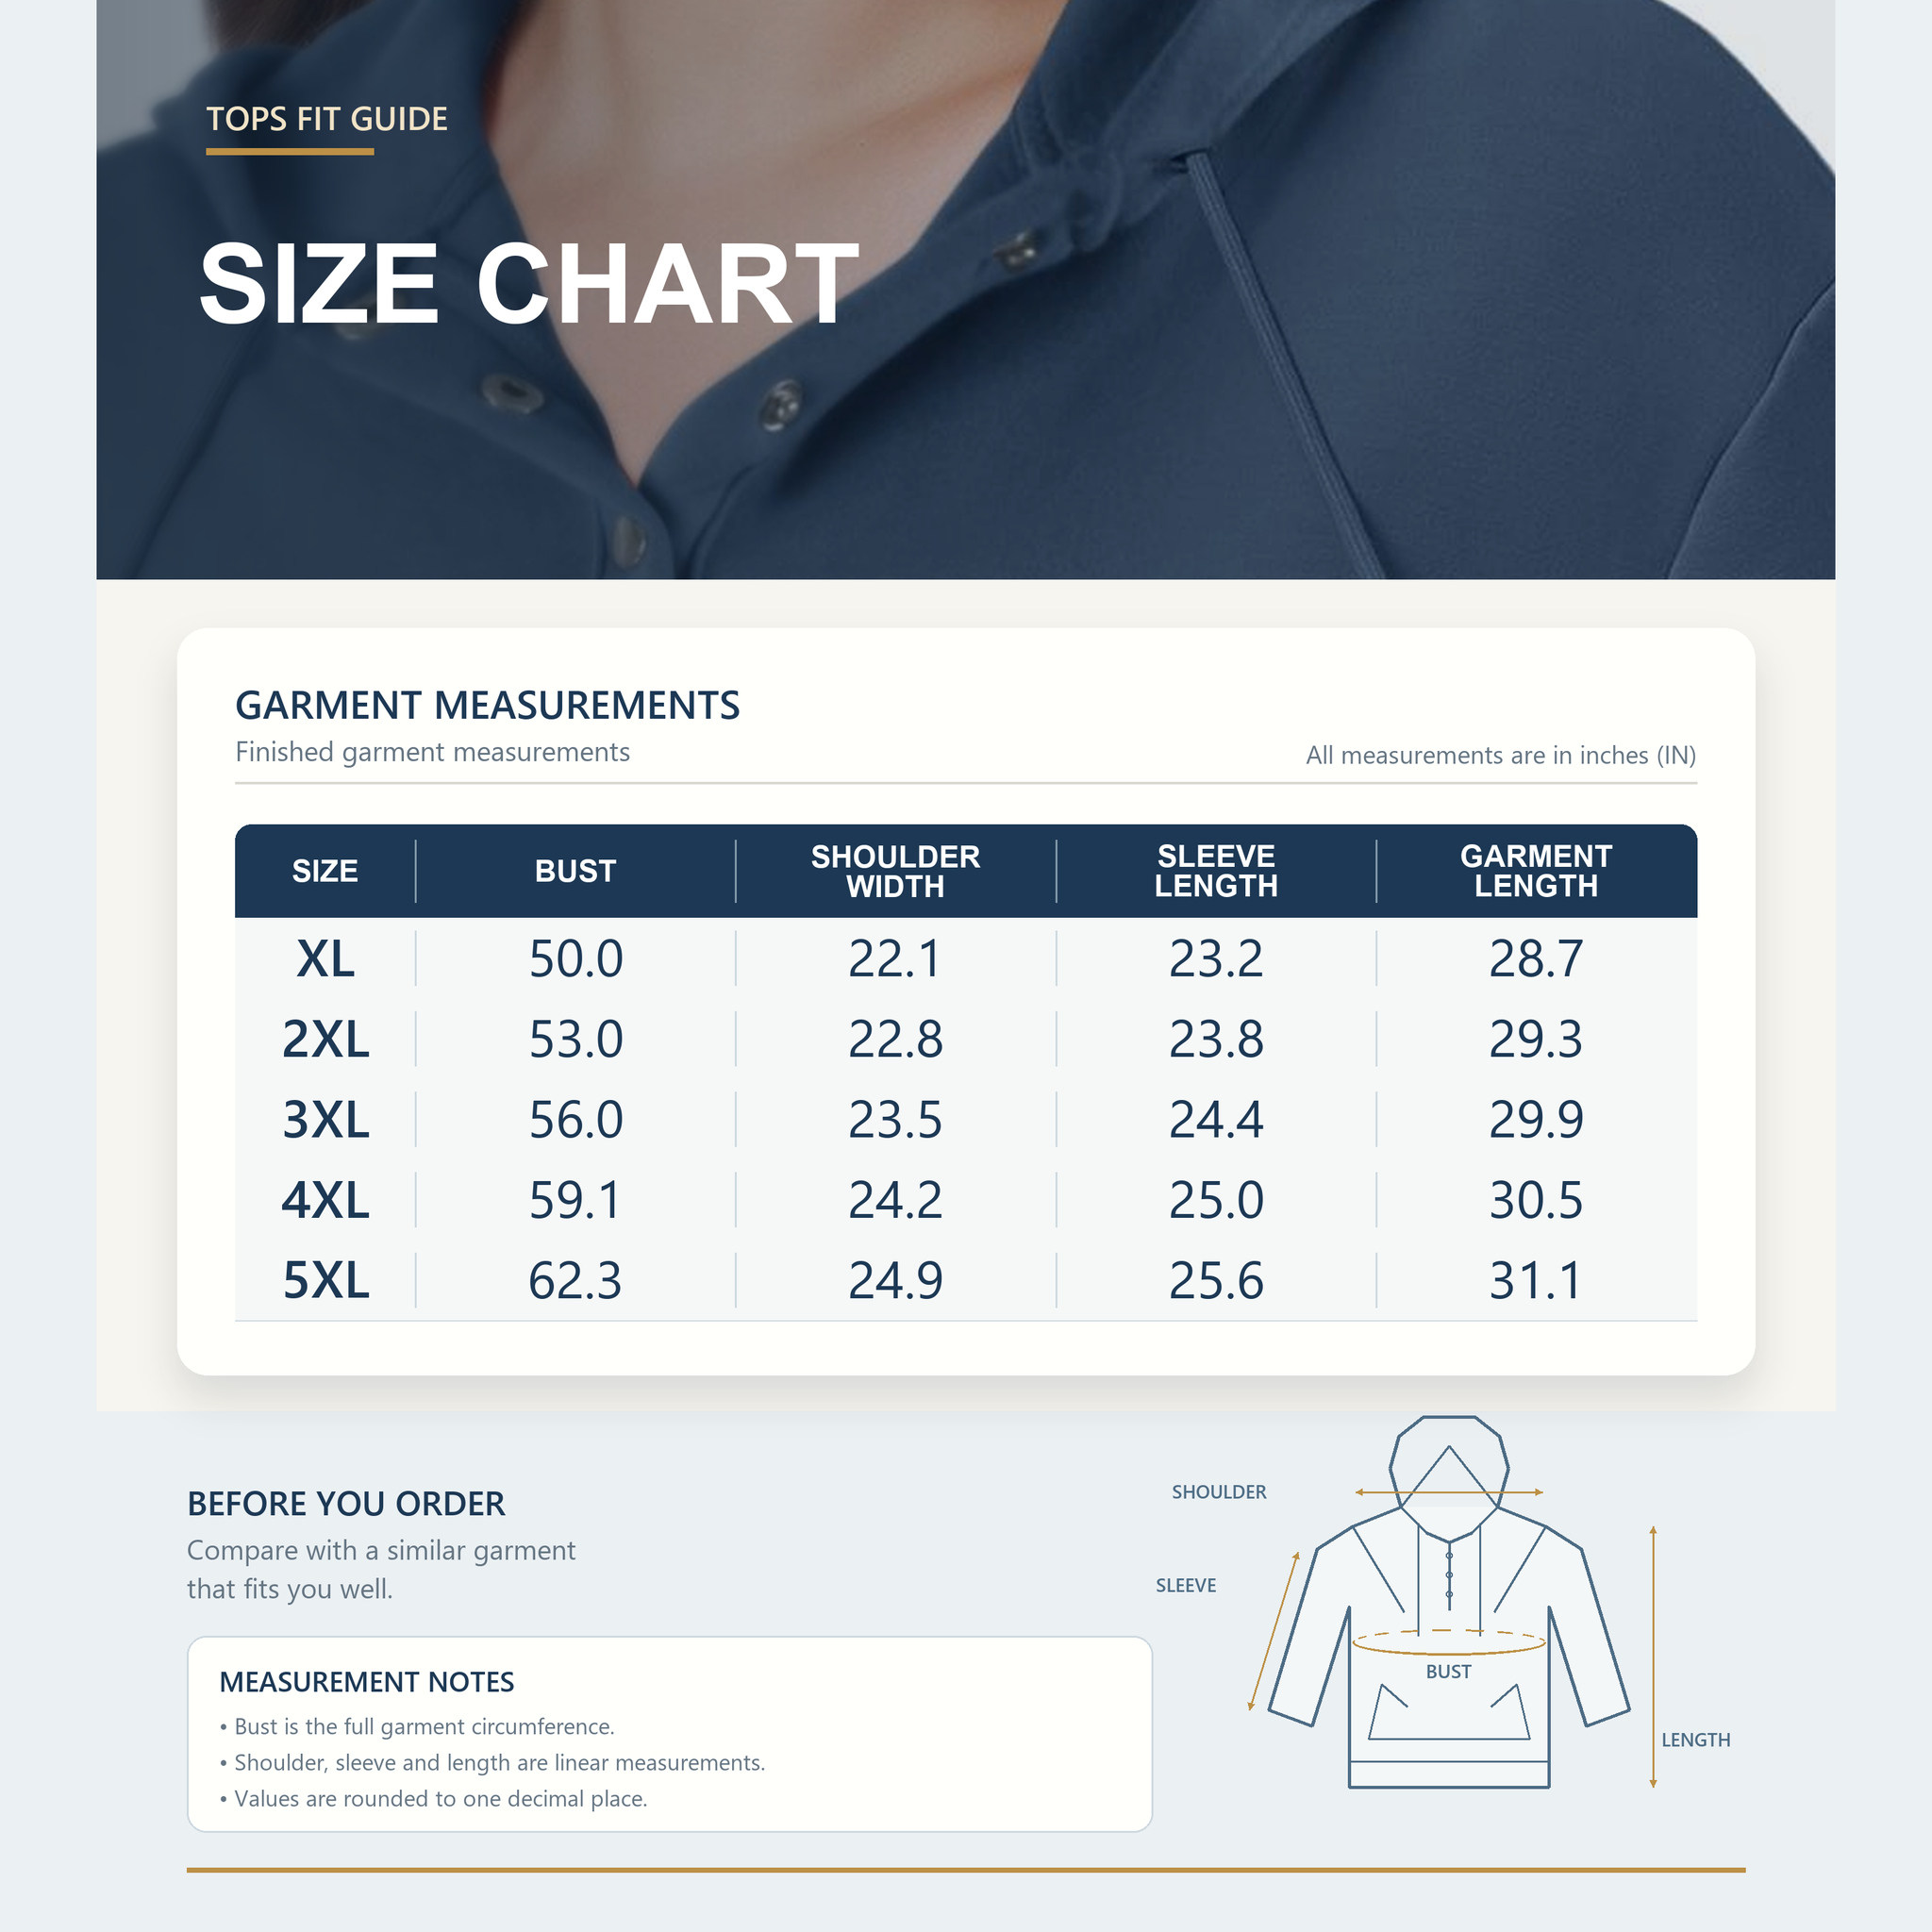 TOPS FIT GUIDE
SIZE CHART
GARMENT MEASUREMENTS
Finished garment measurements
All measurements are in inches (IN)
SIZE BUST SHOULDER WIDTH SLEEVE LENGTH GARMENT LENGTH
XL 50.0 22.1 23.2 28.7
2XL 53.0 22.8 23.8 29.3
3XL 56.0 23.5 24.4 29.9
4XL 59.1 24.2 25.0 30.5
5XL 62.3 24.9 25.6 31.1
BEFORE YOU ORDER
Compare with a similar garment
that fits you well.
MEASUREMENT NOTES
• Bust is the full garment circumference.
• Shoulder, sleeve and length are linear measurements.
• Values are rounded to one decimal place.
SHOULDER
SLEEVE
BUST
LENGTH